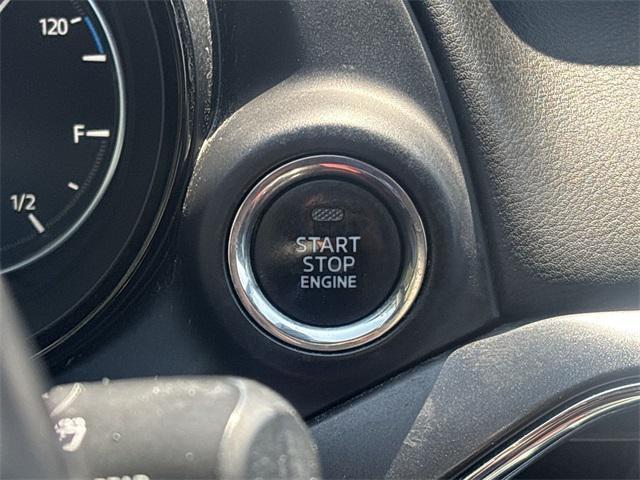 120
F
1/2
START
STOP
ENGINE